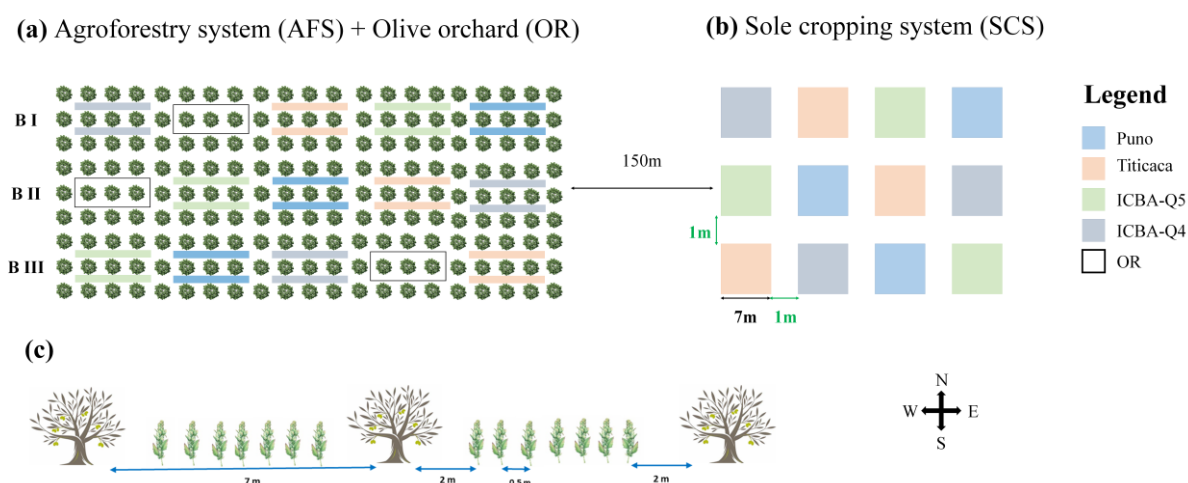 (a) Agroforestry system (AFS) + Olive orchard (OR)
(b) Sole cropping system (SCS)
B I
B II
B III
150m
1m
7m
1m
Legend
Puno
Titicaca
ICBA-Q5
ICBA-Q4
OR
(c)
7 m
2 m
0.5 m
2 m
N
W
E
S